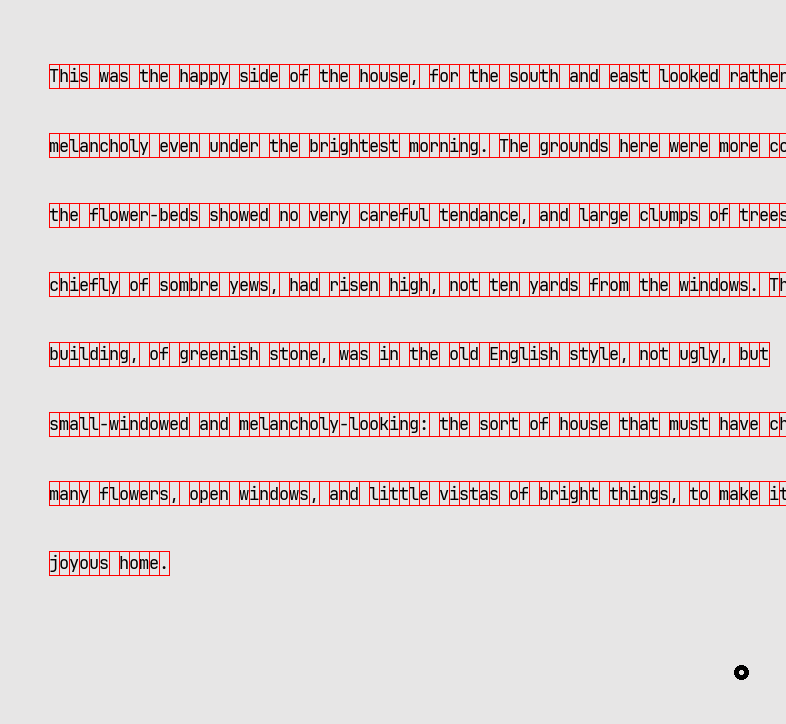 This was the happy side of the house, for the south and east looked rather
melancholy even under the brightest morning. The grounds here were more
the flower-beds showed no very careful tendance, and large clumps of trees
chiefly of sombre yews, had risen high, not ten yards from the windows.
building, of greenish stone, was in the old English style, not ugly, but
small-windowed and melancholy-looking: the sort of house that must have
many flowers, open windows, and little vistas of bright things, to make it
joyous home.